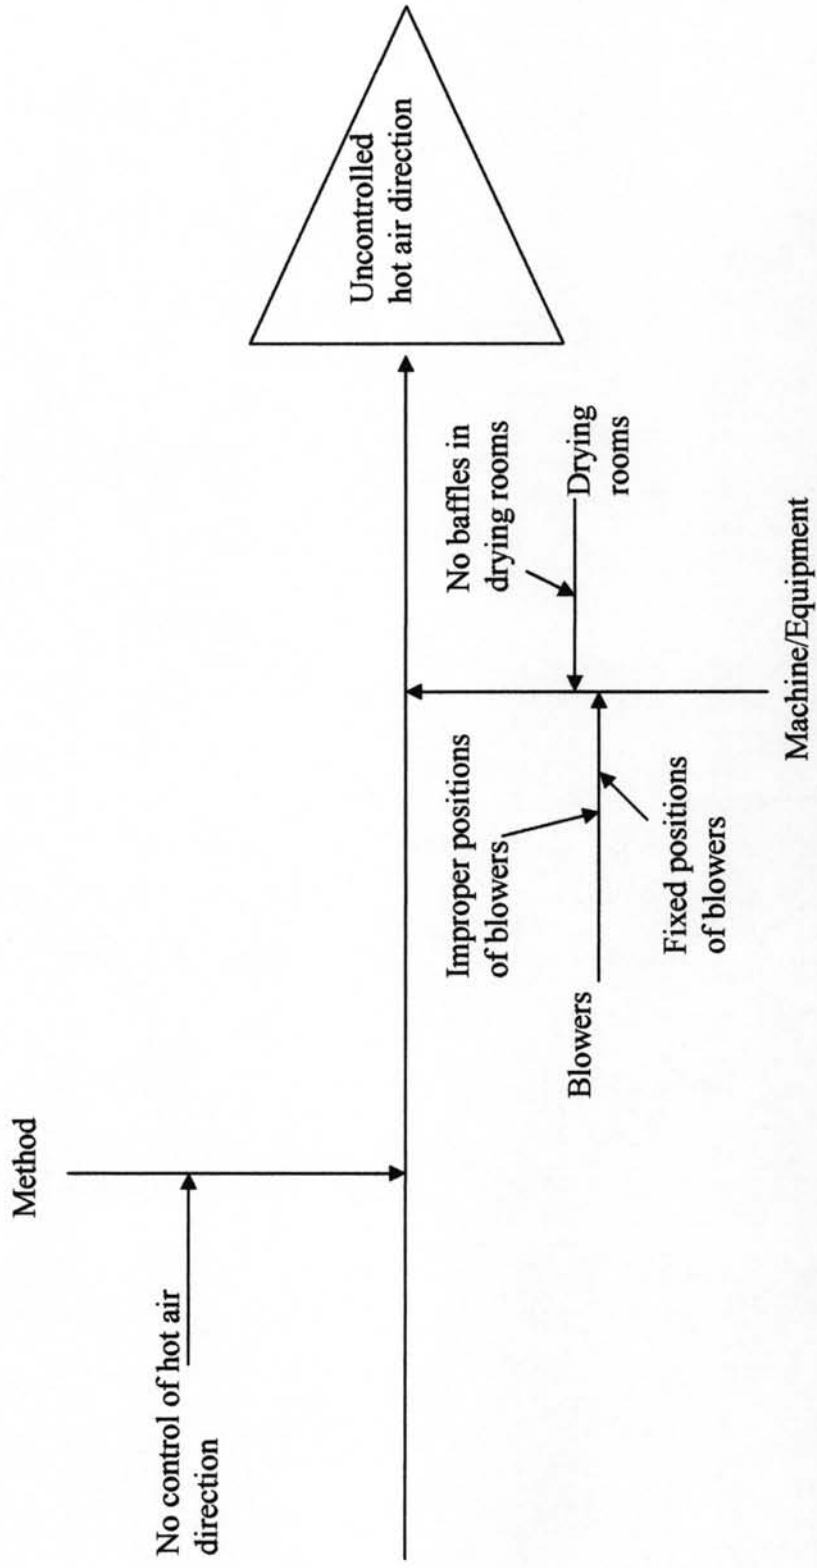 Method
No control of hot air
direction
Uncontrolled
hot air direction
Improper positions
of blowers
No baffles in
drying rooms
Blowers
Drying
rooms
Fixed positions
of blowers
Machine/Equipment